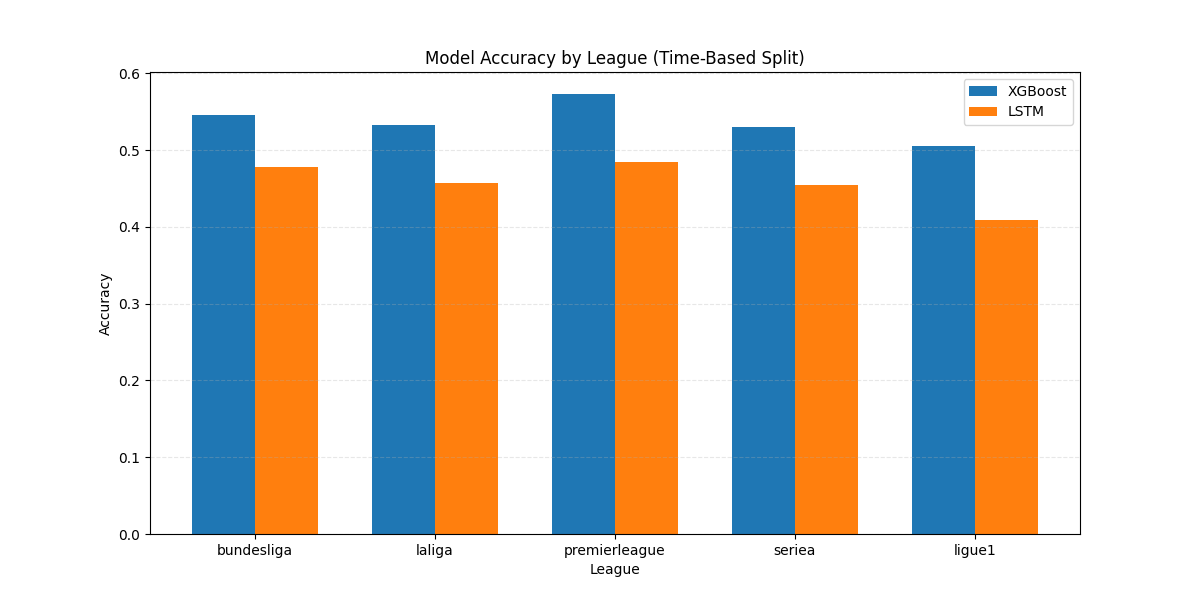 Model Accuracy by League (Time-Based Split)
XGBoost
LSTM
Accuracy
0.6
0.5
0.4
0.3
0.2
0.1
0.0
bundesliga laliga premierleague seriea ligue1
League